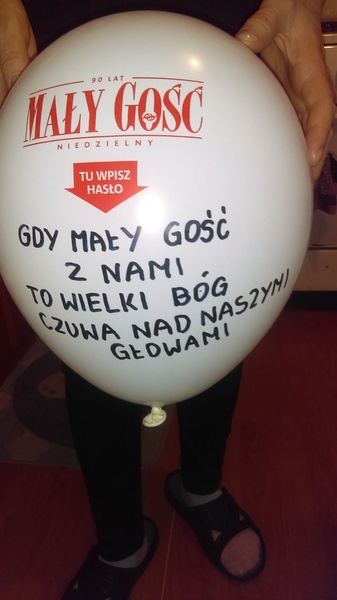 90 LAT
MAŁY GOŚĆ
NIEDZIELNY
TU WPISZ
HASŁO
GDY MAŁY GOŚĆ
Z NAMI
TO WIELKI BÓG
CZUWA NAD NASZYMI
GŁOWAMI